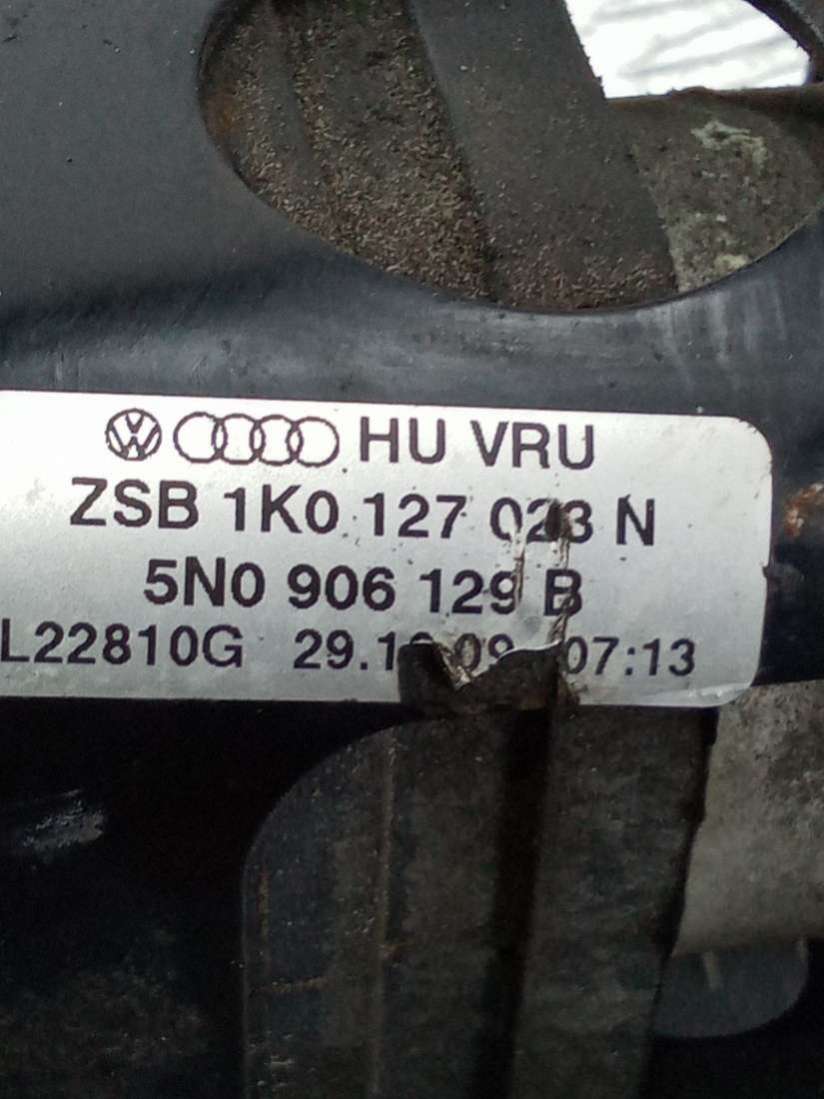 HU VRU
ZSB 1K0 127 023 N
5N0 906 129 B
L22810G 07:13